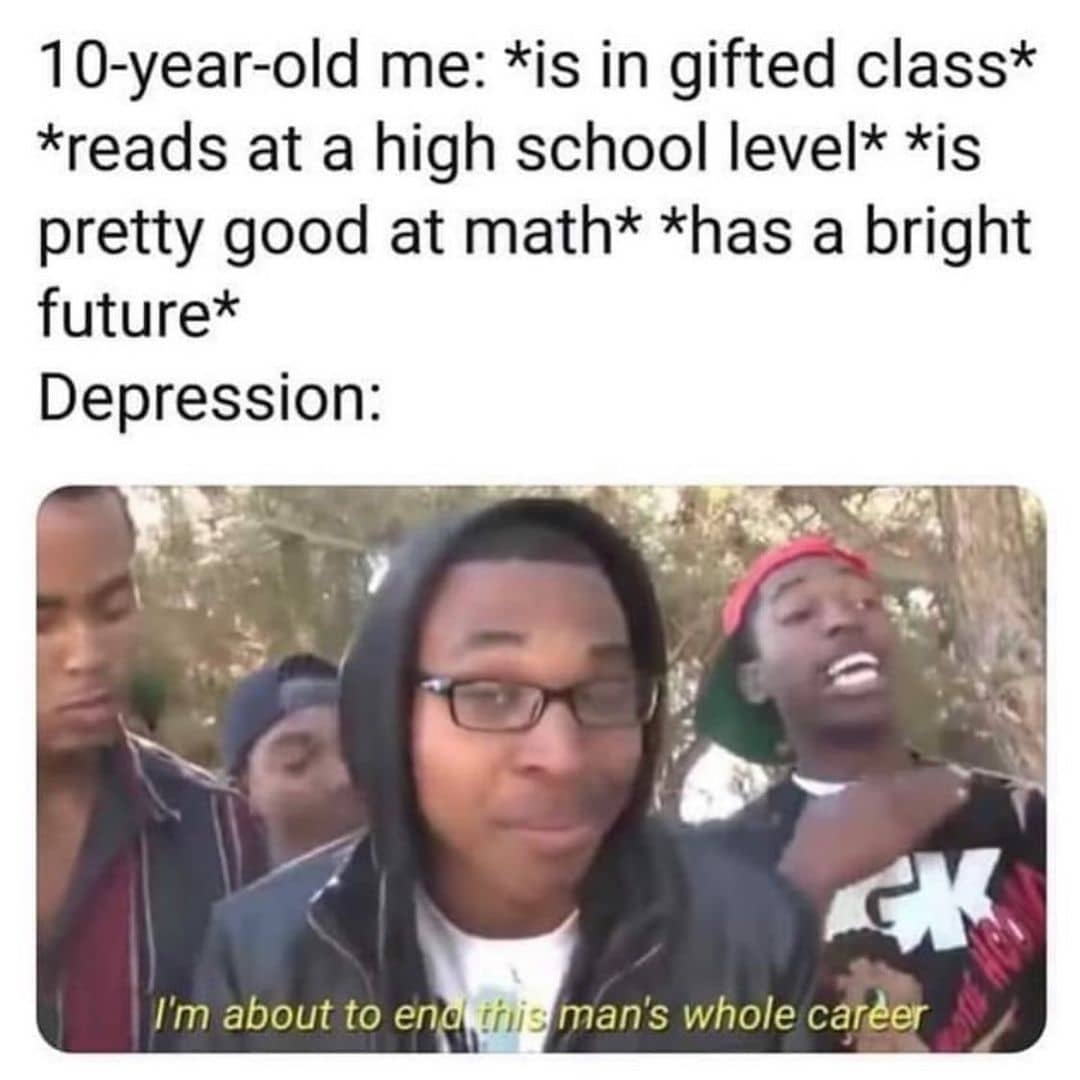 10-year-old me: *is in gifted class*
*reads at a high school level* *is
pretty good at math* *has a bright
future*
Depression:
GK
I'm about to end this man's whole career